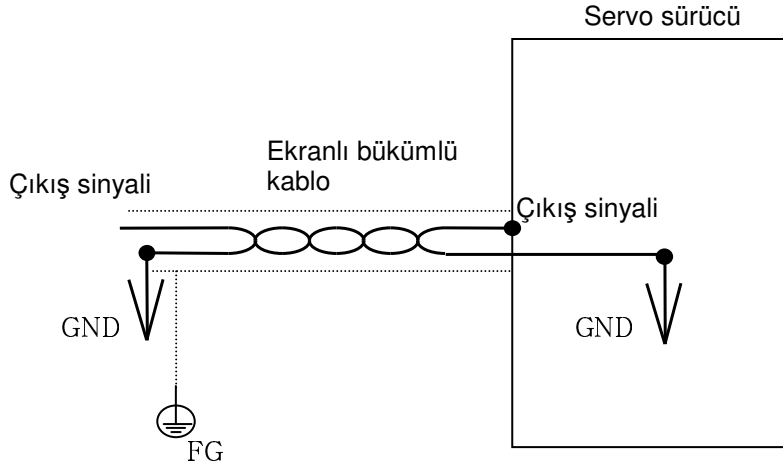 Servo sürücü
Ekranlı bükümlü
kablo
Çıkış sinyali
Çıkış sinyali
GND
GND
FG